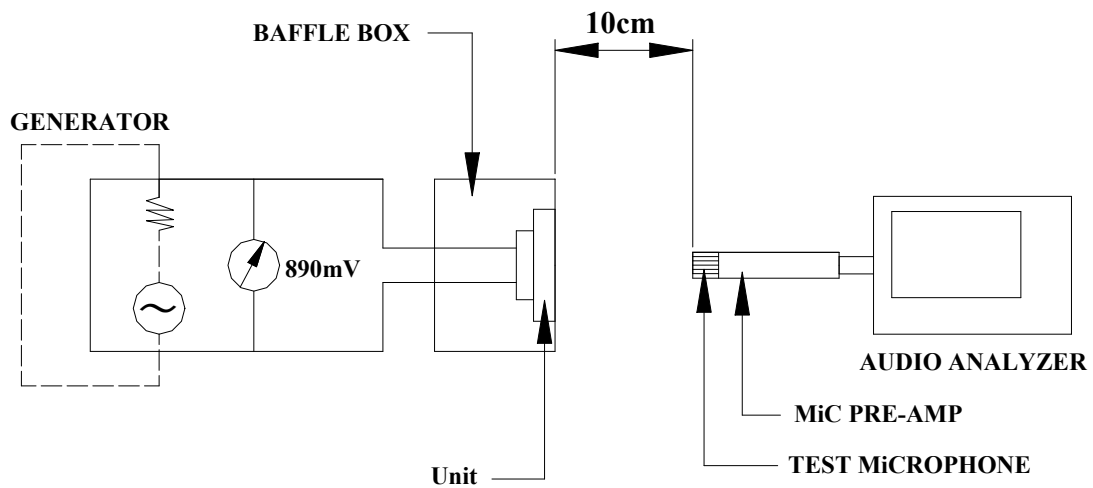 10cm
BAFFLE BOX
GENERATOR
890mV
AUDIO ANALYZER
MiC PRE-AMP
TEST MiCROPHONE
Unit